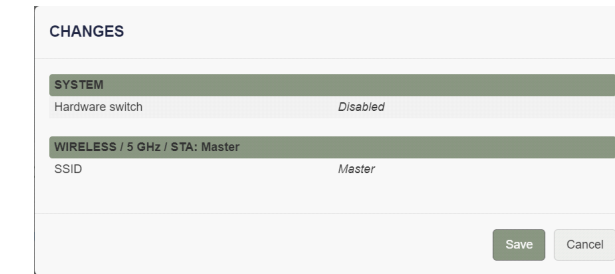 CHANGES
SYSTEM
Hardware switch Disabled
WIRELESS / 5 GHz / STA: Master
SSID Master
Save Cancel